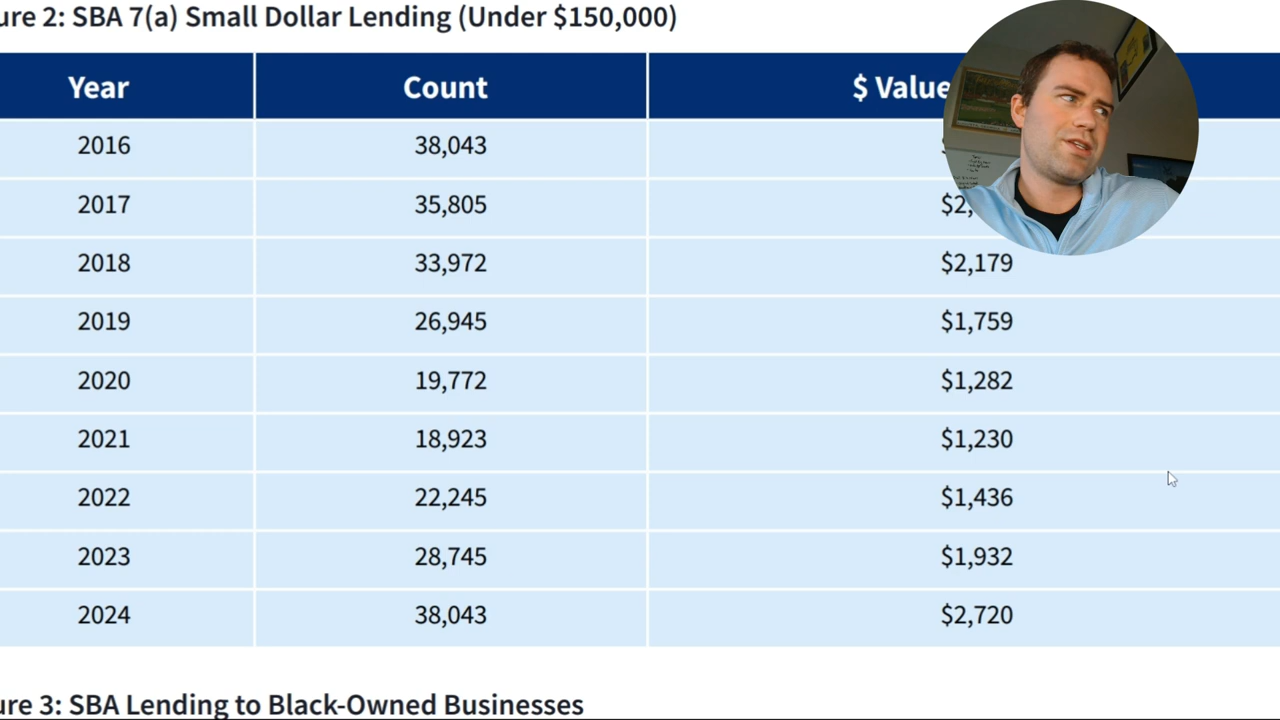 ure 2: SBA 7(a) Small Dollar Lending (Under $150,000)
Year Count $ Value
2016 38,043
2017 35,805 $2,
2018 33,972 $2,179
2019 26,945 $1,759
2020 19,772 $1,282
2021 18,923 $1,230
2022 22,245 $1,436
2023 28,745 $1,932
2024 38,043 $2,720
ure 3: SBA Lending to Black-Owned Businesses